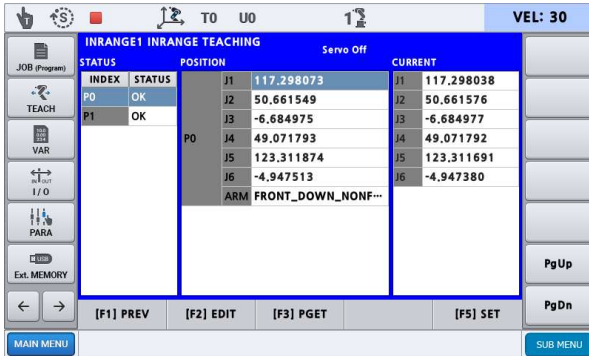 T0 U0 1 VEL: 30
INRANGE1 INRANGE TEACHING Servo Off
STATUS POSITION CURRENT
INDEX STATUS J1 117.298073 J1 117.298038
P0 OK J2 50.661549 J2 50.661576
P1 OK J3 -6.684975 J3 -6.684977
P0 J4 49.071793 J4 49.071792
J5 123.311874 J5 123.311691
J6 -4.947513 J6 -4.947380
ARM FRONT_DOWN_NONF···
JOB (Program)
TEACH
VAR
IN OUT
I / O
PARA
USB
Ext. MEMORY
PgUp
PgDn
← →
[F1] PREV [F2] EDIT [F3] PGET [F5] SET
MAIN MENU SUB MENU